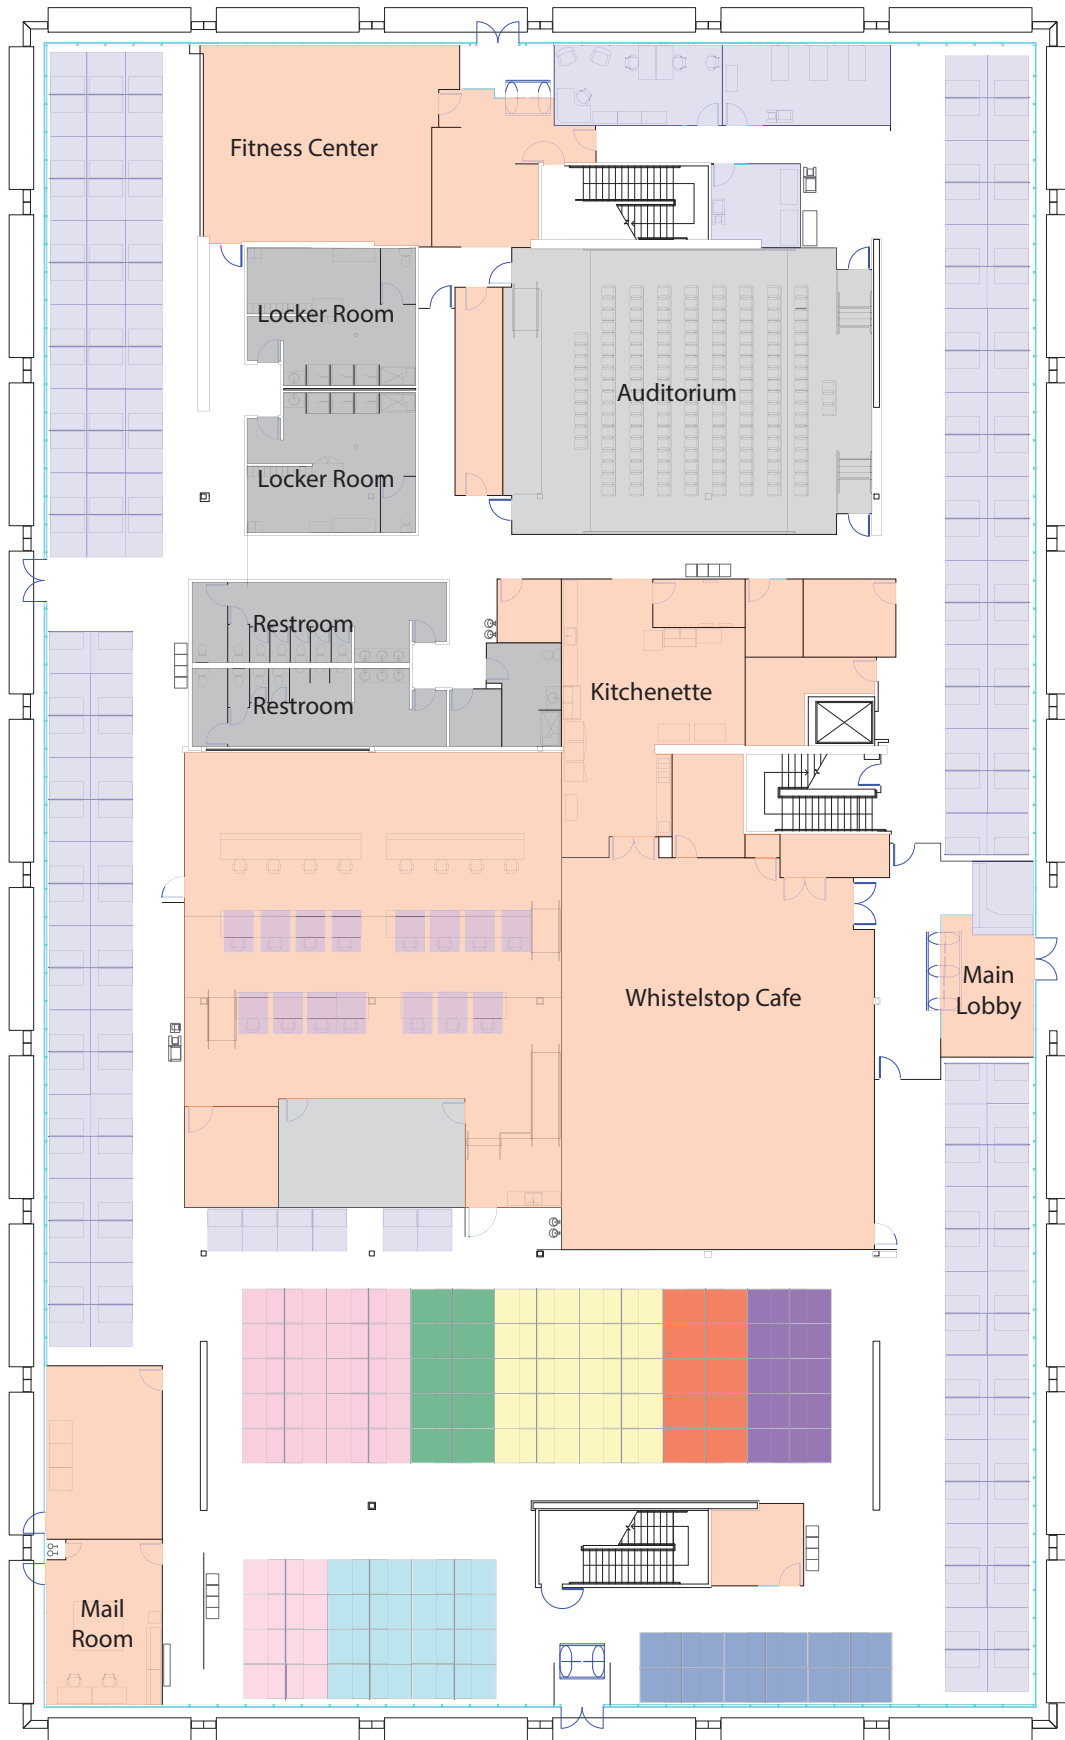 Fitness Center
Locker Room
Auditorium
Locker Room
Restroom
Kitchenette
Restroom
Whistelstop Cafe
Main
Lobby
Mail
Room